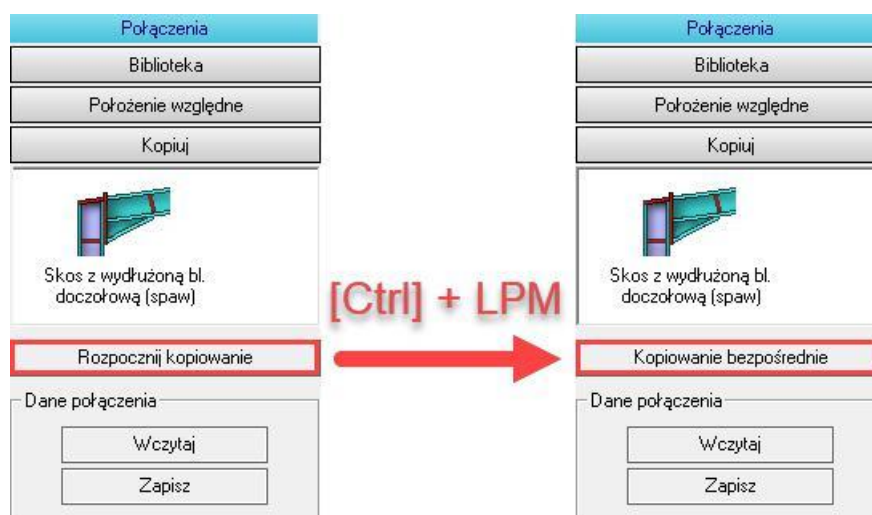 Połączenia
Biblioteka
Położenie względne
Kopiuj
Skos z wydłużoną bl.
doczołową (spaw)
Rozpocznij kopiowanie
Dane połączenia
Wczytaj
Zapisz
[Ctrl] + LPM
Połączenia
Biblioteka
Położenie względne
Kopiuj
Skos z wydłużoną bl.
doczołową (spaw)
Kopiowanie bezpośrednie
Dane połączenia
Wczytaj
Zapisz